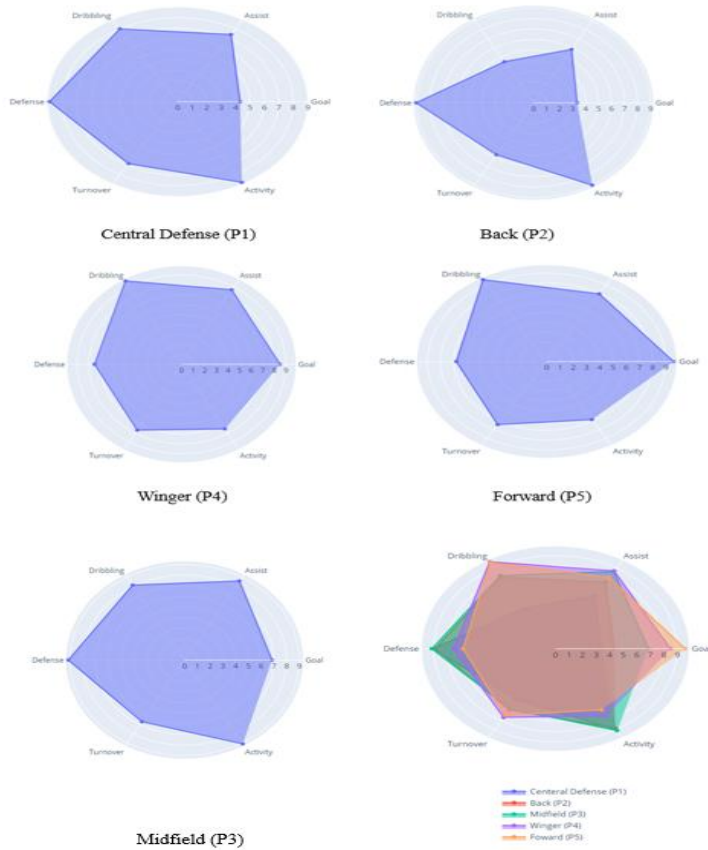 Dribbling Assist
Defense 0 1 2 3 4 5 6 7 8 9 Goal
Turnover Activity
Central Defense (P1)
Dribbling Assist
Defense 0 1 2 3 4 5 6 7 8 9 Goal
Turnover Activity
Back (P2)
Dribbling Assist
Defense 0 1 2 3 4 5 6 7 8 9 Goal
Turnover Activity
Winger (P4)
Dribbling Assist
Defense 0 1 2 3 4 5 6 7 8 9 Goal
Turnover Activity
Forward (P5)
Dribbling Assist
Defense 0 1 2 3 4 5 6 7 8 9 Goal
Turnover Activity
Midfield (P3)
Dribbling Assist
Defense 0 1 2 3 4 5 6 7 8 9 Goal
Turnover Activity
Centeral Defense (P1)
Back (P2)
Midfield (P3)
Winger (P4)
Foward (P5)